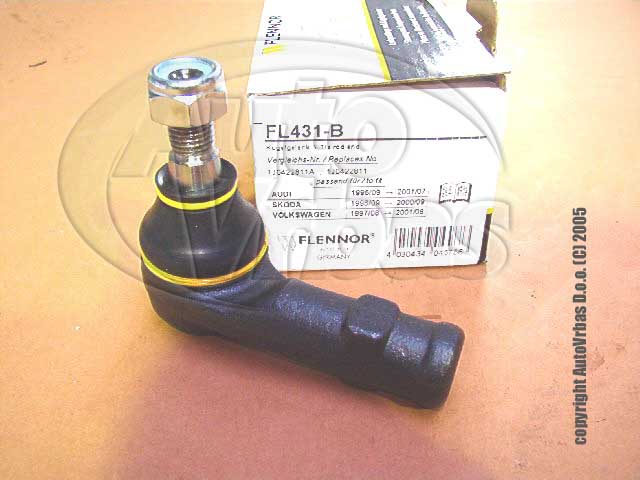 FLENNOR
FL431-B
Kugelgelenk \ Tie rod end
Vergleichs-Nr. / Replaces No.
1J0422811A 1J0422811
passend für / to fit
AUDI 1996/09 → 2001/07
SKODA 1996/09 → 2000/09
VOLKSWAGEN 1997/08 → 2001/08
FLENNOR®
GERMANY
4 030434
Auto
Vrbas
copyright AutoVrbas D.o.o. (C) 2005